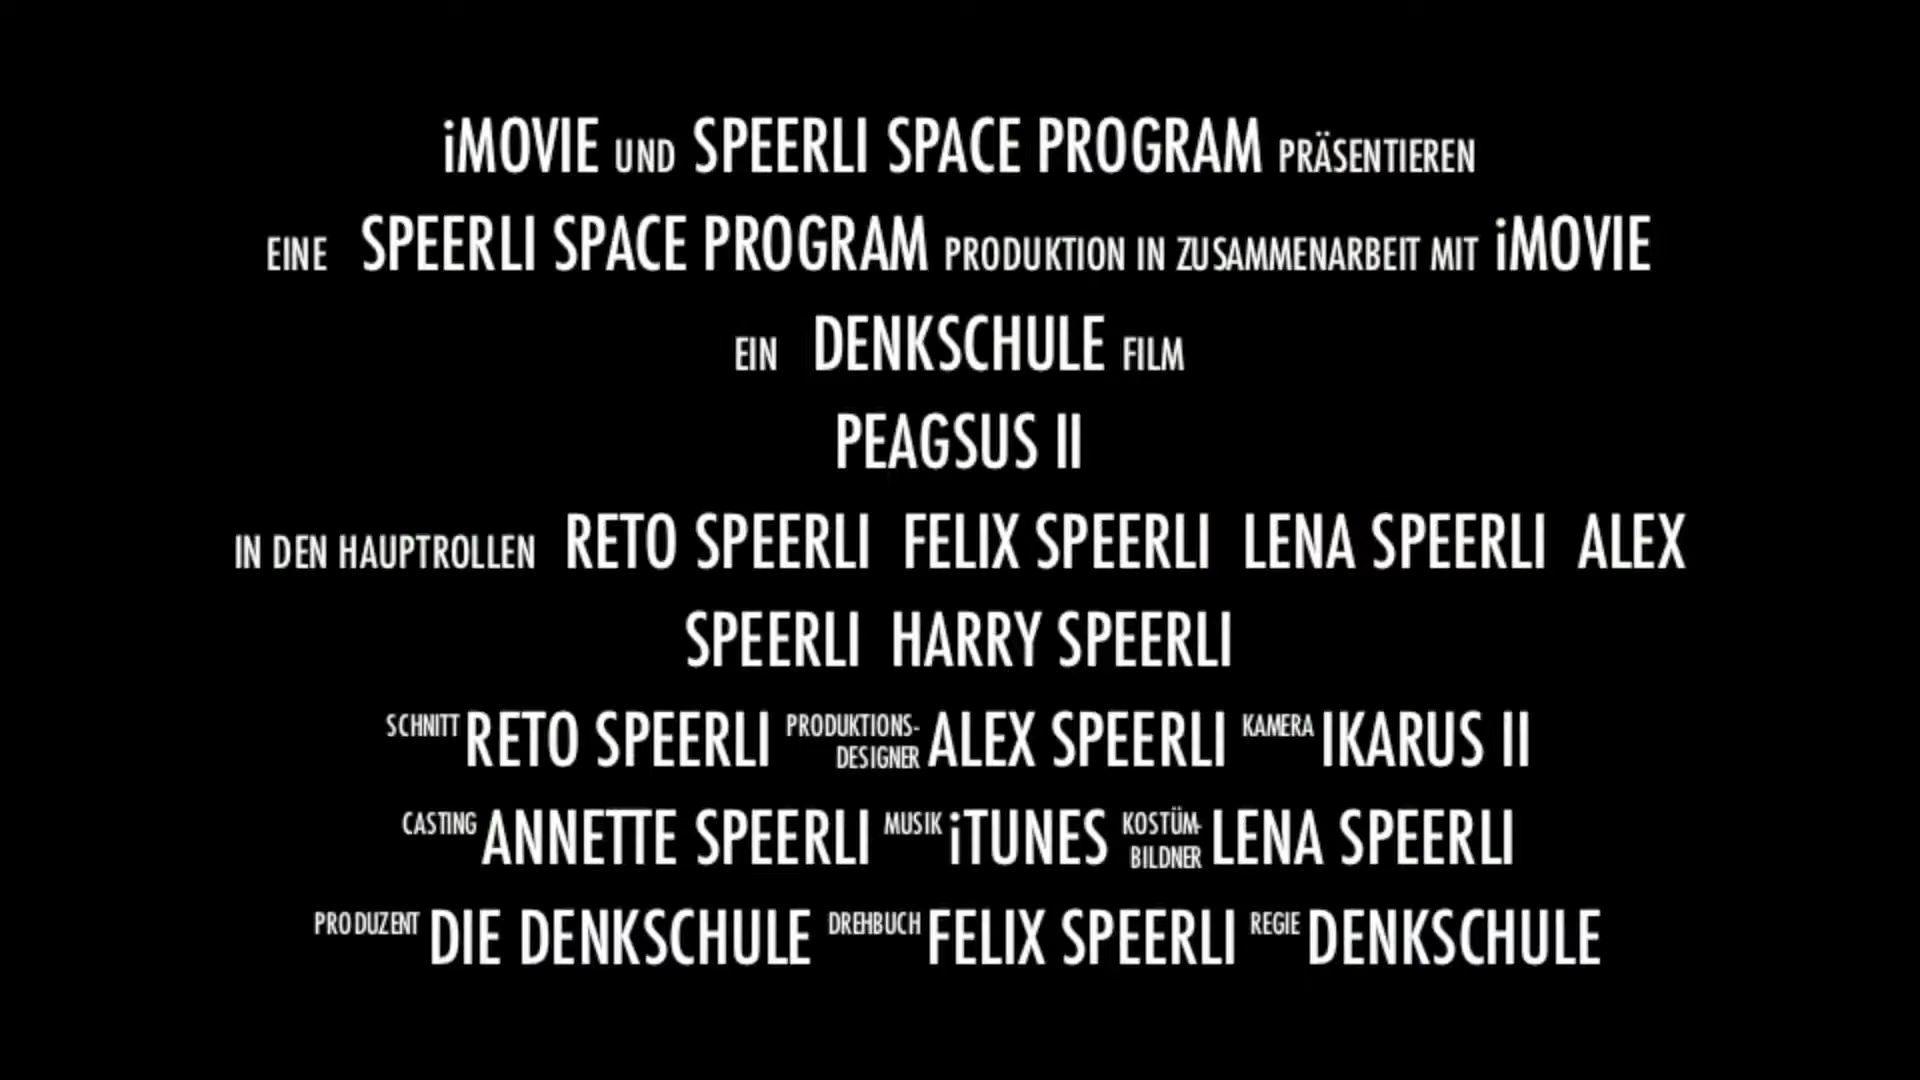 iMOVIE UND SPEERLI SPACE PROGRAM PRÄSENTIEREN
EINE SPEERLI SPACE PROGRAM PRODUKTION IN ZUSAMMENARBEIT MIT iMOVIE
EIN DENKSCHULE FILM
PEAGSUS II
IN DEN HAUPTROLLEN RETO SPEERLI FELIX SPEERLI LENA SPEERLI ALEX
SPEERLI HARRY SPEERLI
SCHNITT RETO SPEERLI PRODUKTIONS-DESIGNER ALEX SPEERLI KAMERA IKARUS II
CASTING ANNETTE SPEERLI MUSIK iTUNES KOSTÜM-BILDNER LENA SPEERLI
PRODUZENT DIE DENKSCHULE DREHBUCH FELIX SPEERLI REGIE DENKSCHULE